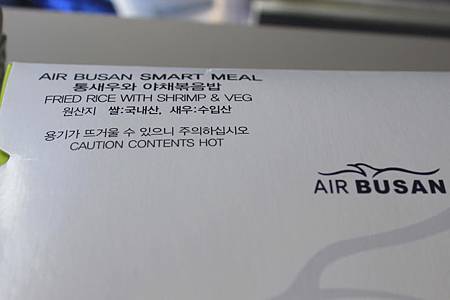 AIR BUSAN SMART MEAL
통새우와 야채볶음밥
FRIED RICE WITH SHRIMP & VEG
원산지 쌀:국내산, 새우:수입산
용기가 뜨거울 수 있으니 주의하십시오
CAUTION CONTENTS HOT
AIR BUSAN